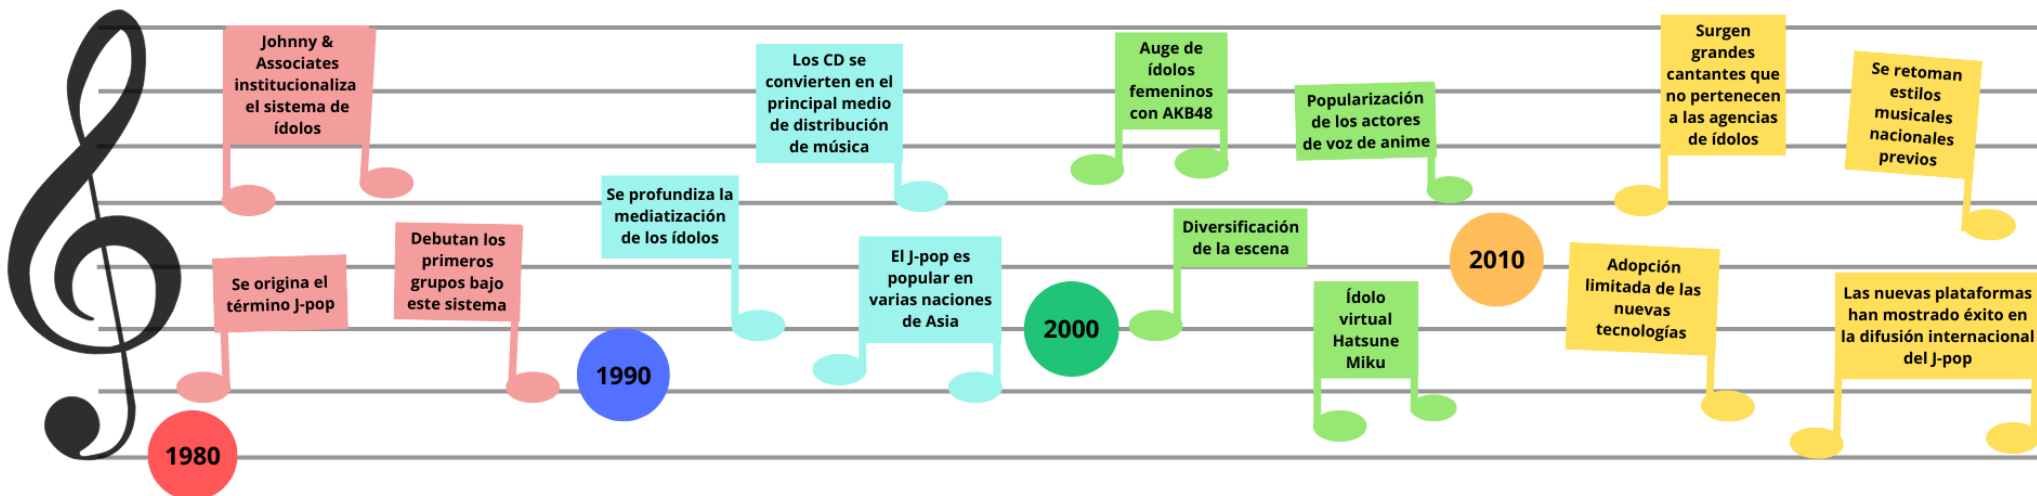 Johnny &
Associates
institucionaliza
el sistema de
ídolos
Se origina el
término J-pop
Debutan los
primeros
grupos bajo
este sistema
1980
Se profundiza la
mediatización
de los ídolos
Los CD se
convierten en el
principal medio
de distribución
de música
El J-pop es
popular en
varias naciones
de Asia
1990
Auge de
ídolos
femeninos
con AKB48
Popularización
de los actores
de voz de anime
Diversificación
de la escena
Ídolo
virtual
Hatsune
Miku
2000
Surgen
grandes
cantantes que
no pertenecen
a las agencias
de ídolos
Se retoman
estilos
musicales
nacionales
previos
2010
Adopción
limitada de las
nuevas
tecnologías
Las nuevas plataformas
han mostrado éxito en
la difusión internacional
del J-pop